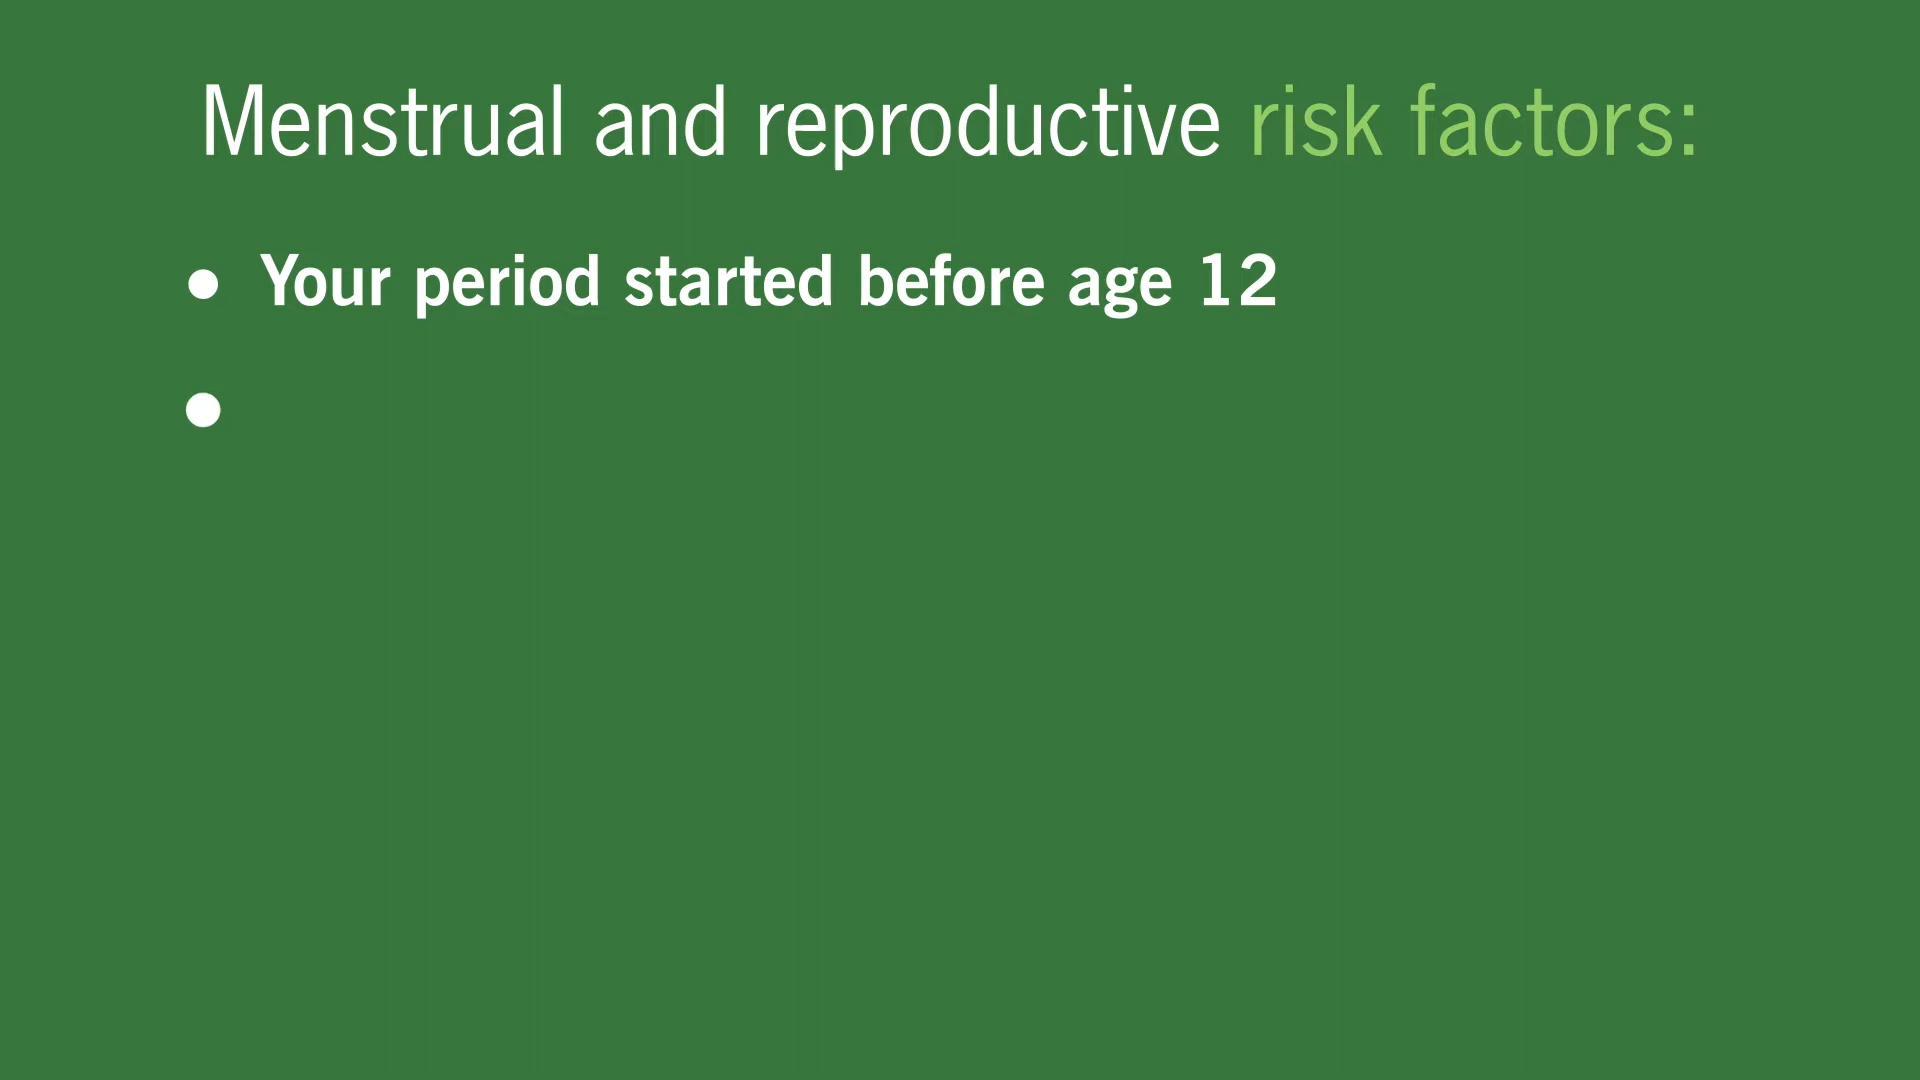 Menstrual and reproductive risk factors:
● Your period started before age 12
●